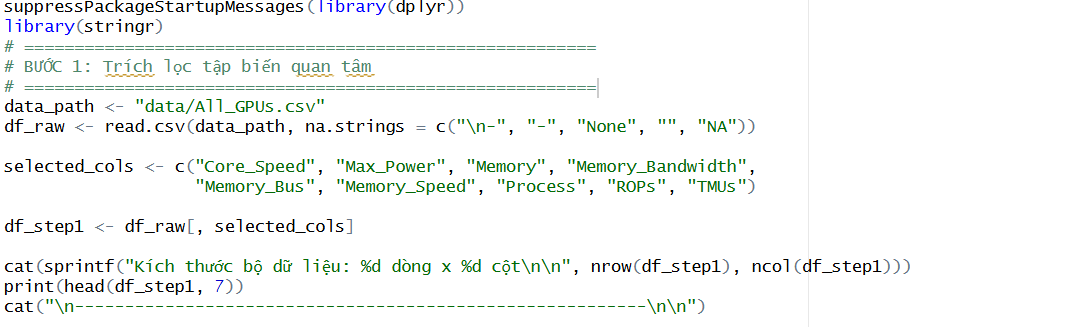 suppressPackageStartupMessages(library(dplyr))
library(stringr)
# =========================================================
# BƯỚC 1: Trích lọc tập biến quan tâm
# =========================================================
data_path <- "data/All_GPUs.csv"
df_raw <- read.csv(data_path, na.strings = c("\n-", "-", "None", "", "NA"))
selected_cols <- c("Core_Speed", "Max_Power", "Memory", "Memory_Bandwidth",
"Memory_Bus", "Memory_Speed", "Process", "ROPs", "TMUs")
df_step1 <- df_raw[, selected_cols]
cat(sprintf("Kích thước bộ dữ liệu: %d dòng x %d cột\n\n", nrow(df_step1), ncol(df_step1)))
print(head(df_step1, 7))
cat("\n---------------------------------------------------------\n\n")